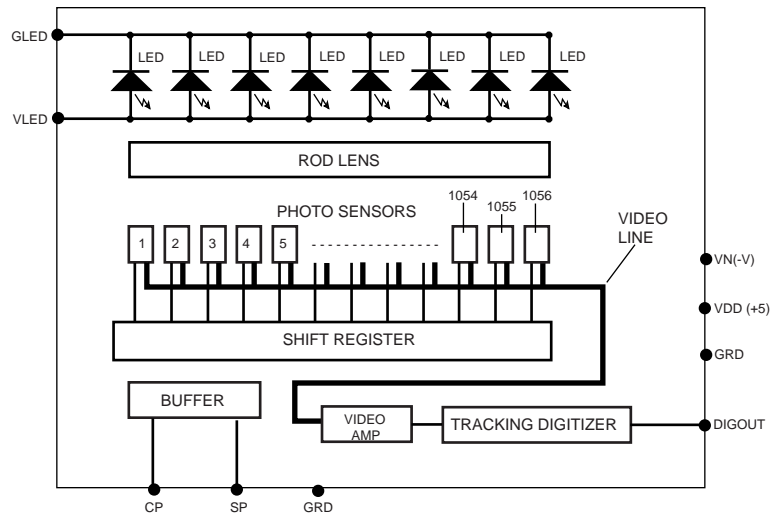 GLED
LED LED LED LED LED LED LED LED
VLED
ROD LENS
PHOTO SENSORS
1054
1055
1056
VIDEO
LINE
1 2 3 4 5
VN(-V)
VDD (+5)
GRD
SHIFT REGISTER
BUFFER
VIDEO
AMP
TRACKING DIGITIZER
DIGOUT
CP
SP
GRD